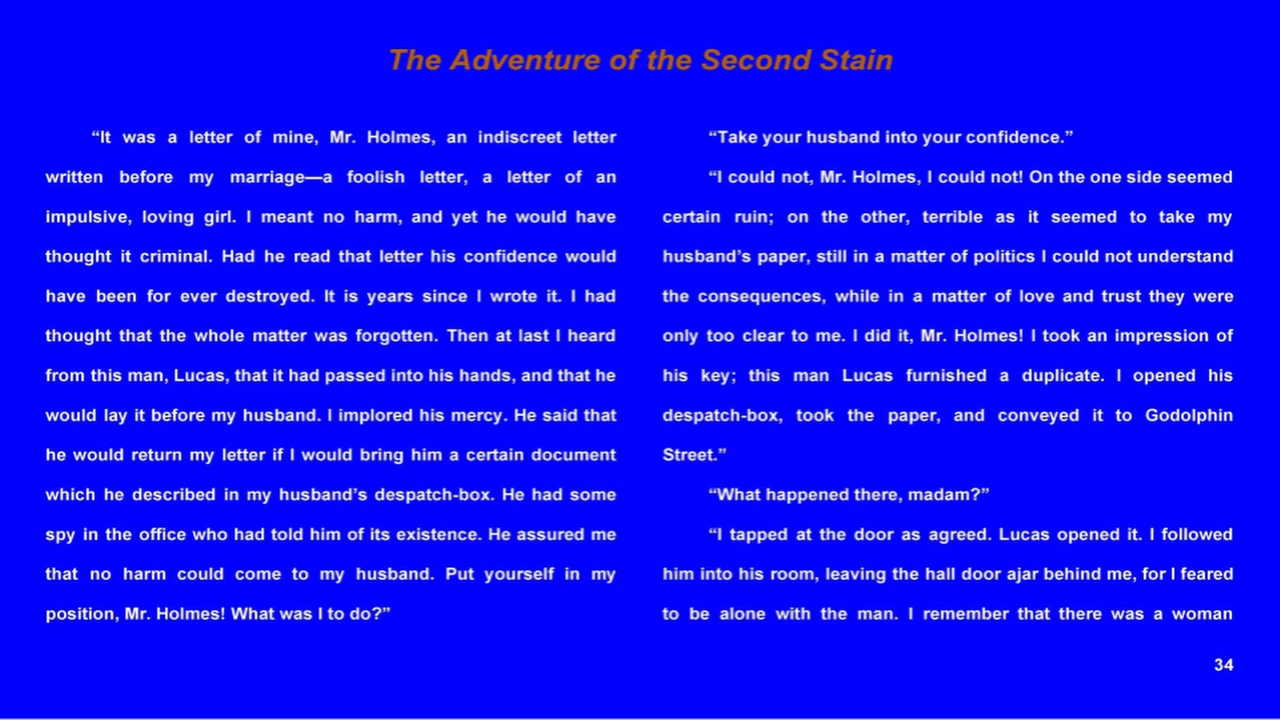 The Adventure of the Second Stain
“It was a letter of mine, Mr. Holmes, an indiscreet letter
written before my marriage—a foolish letter, a letter of an
impulsive, loving girl. I meant no harm, and yet he would have
thought it criminal. Had he read that letter his confidence would
have been for ever destroyed. It is years since I wrote it. I had
thought that the whole matter was forgotten. Then at last I heard
from this man, Lucas, that it had passed into his hands, and that he
would lay it before my husband. I implored his mercy. He said that
he would return my letter if I would bring him a certain document
which he described in my husband’s despatch-box. He had some
spy in the office who had told him of its existence. He assured me
that no harm could come to my husband. Put yourself in my
position, Mr. Holmes! What was I to do?”
“Take your husband into your confidence.”
“I could not, Mr. Holmes, I could not! On the one side seemed
certain ruin; on the other, terrible as it seemed to take my
husband’s paper, still in a matter of politics I could not understand
the consequences, while in a matter of love and trust they were
only too clear to me. I did it, Mr. Holmes! I took an impression of
his key; this man Lucas furnished a duplicate. I opened his
despatch-box, took the paper, and conveyed it to Godolphin
Street.”
“What happened there, madam?”
“I tapped at the door as agreed. Lucas opened it. I followed
him into his room, leaving the hall door ajar behind me, for I feared
to be alone with the man. I remember that there was a woman
34